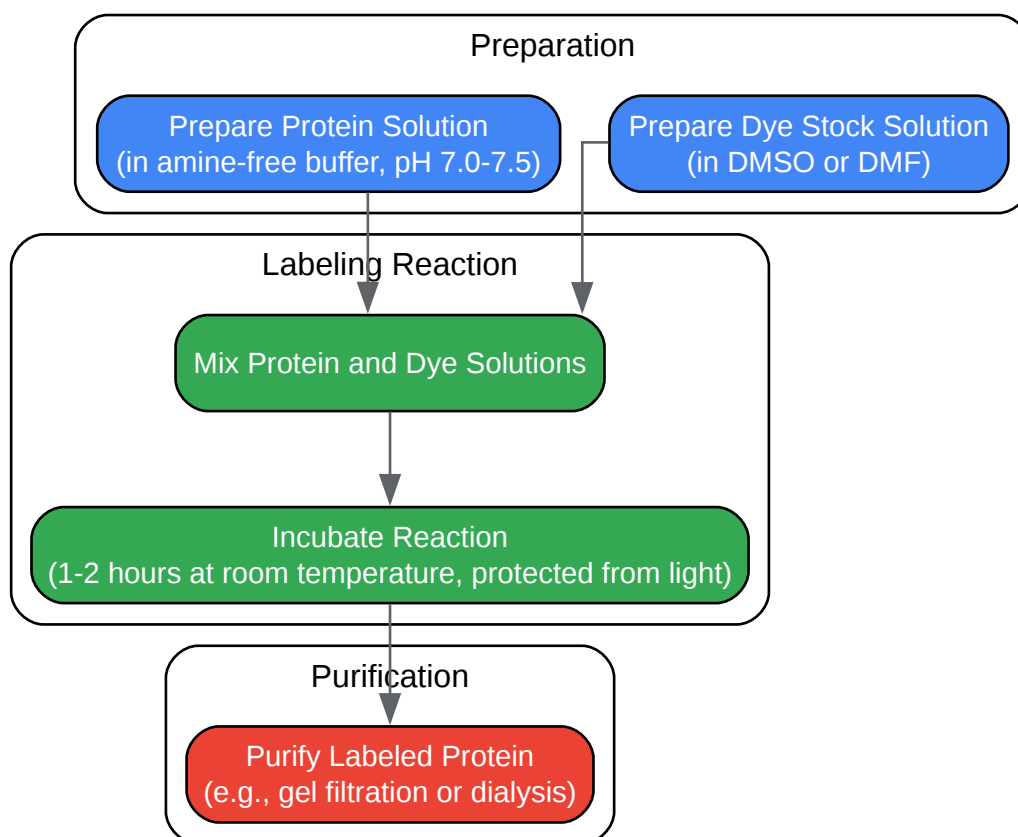 Preparation
Prepare Protein Solution
(in amine-free buffer, pH 7.0-7.5)
Prepare Dye Stock Solution
(in DMSO or DMF)
Labeling Reaction
Mix Protein and Dye Solutions
Incubate Reaction
(1-2 hours at room temperature, protected from light)
Purification
Purify Labeled Protein
(e.g., gel filtration or dialysis)